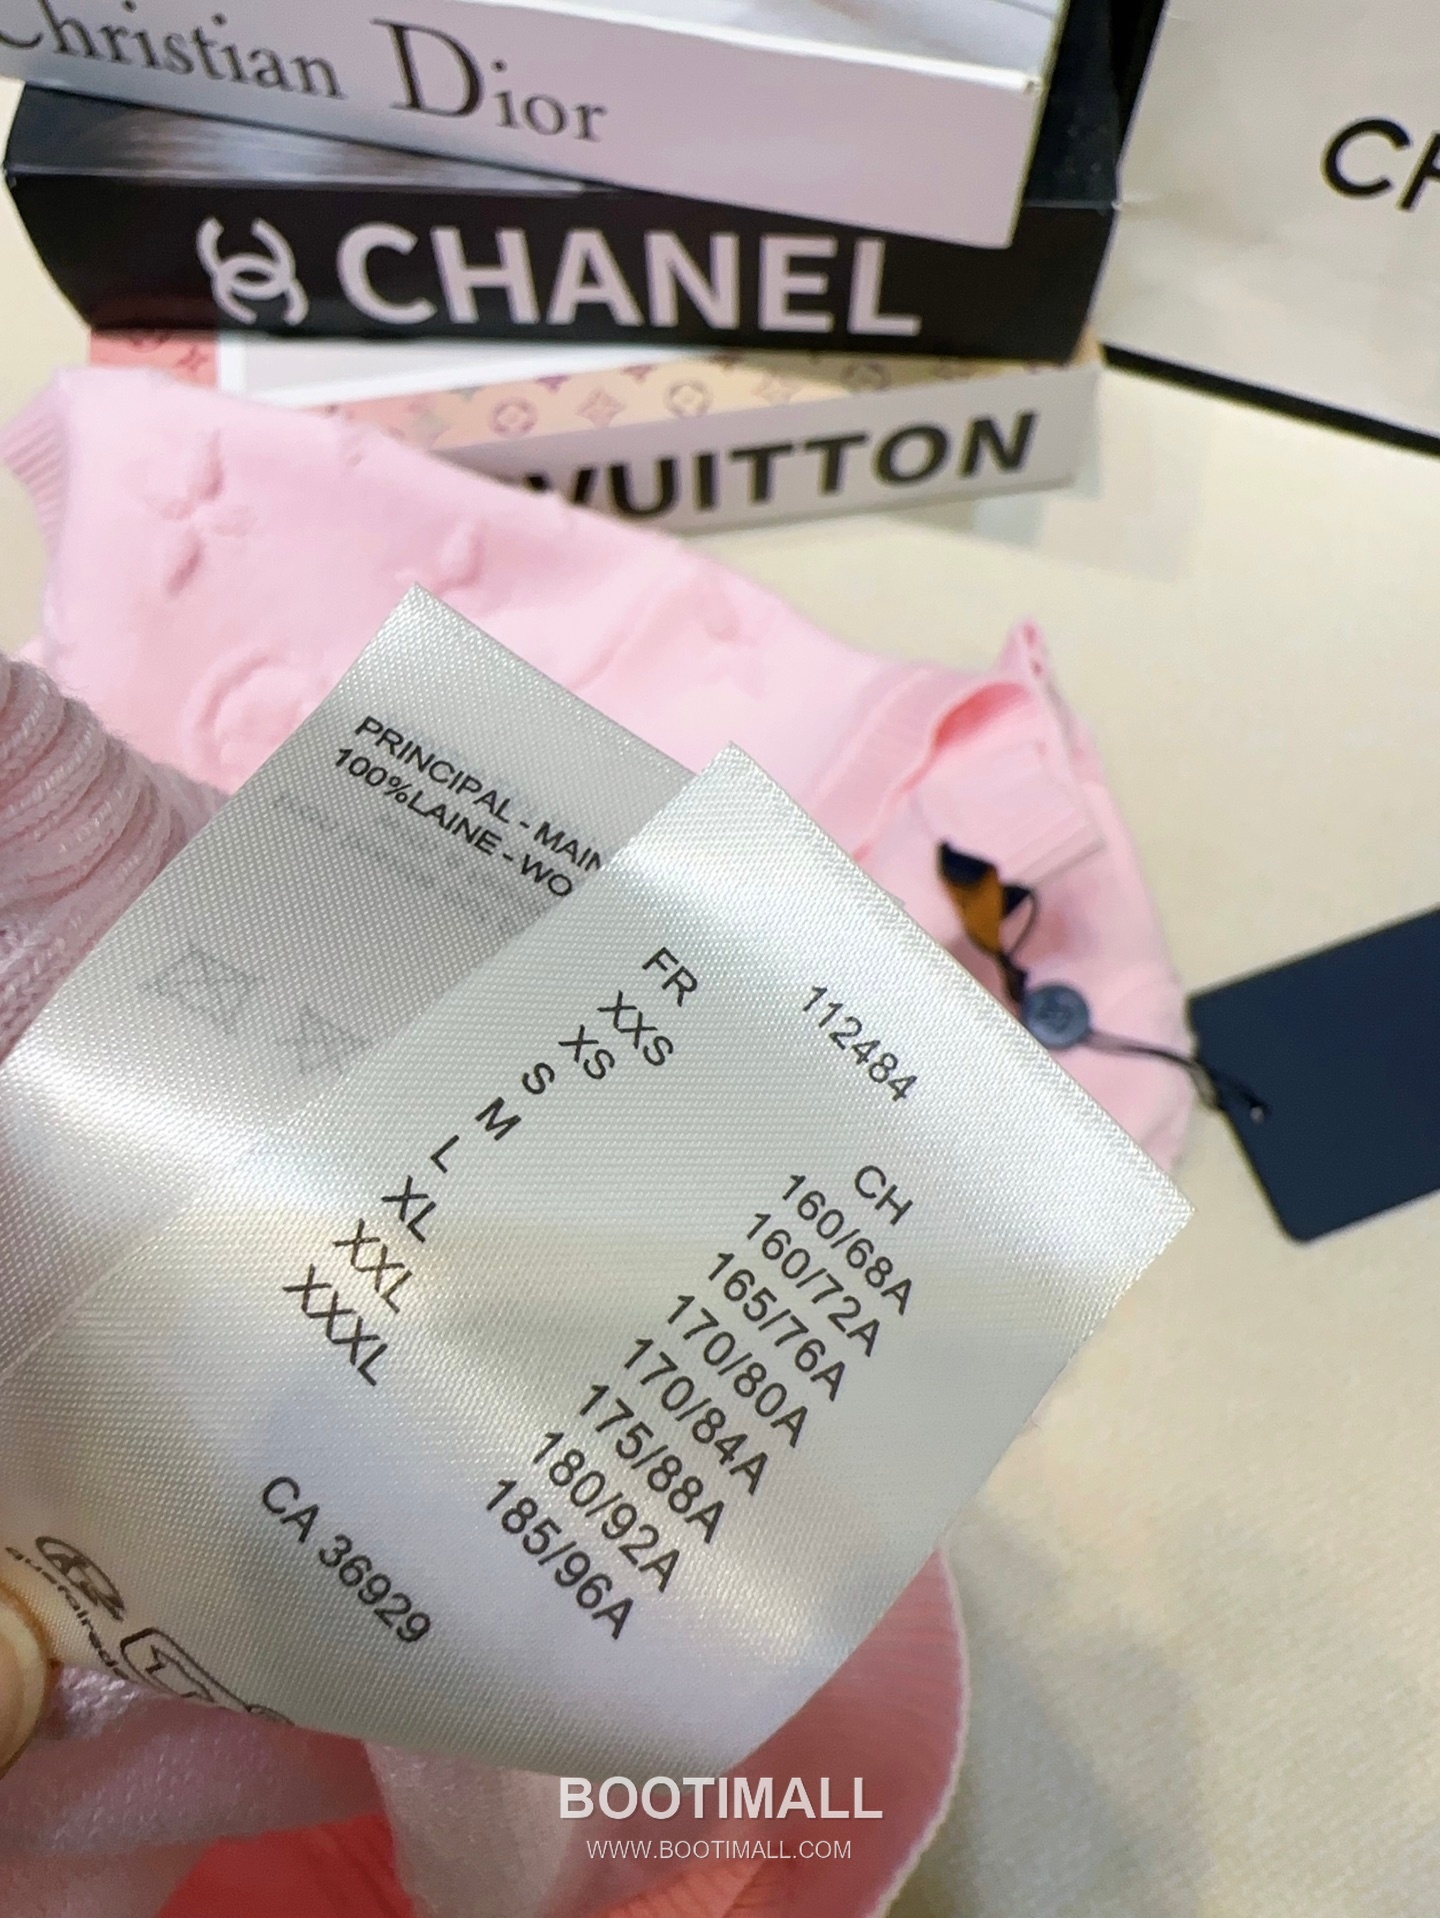 Christian Dior
CHANEL
VUITTON
PRINCIPAL - MAIN
100%LAINE - WO
112484
FR CH
XXS 160/68A
XS 160/72A
S 165/76A
M 170/80A
L 170/84A
XL 175/88A
XXL 180/92A
XXXL 185/96A
CA 36929
BOOTIMALL
WWW.BOOTIMALL.COM